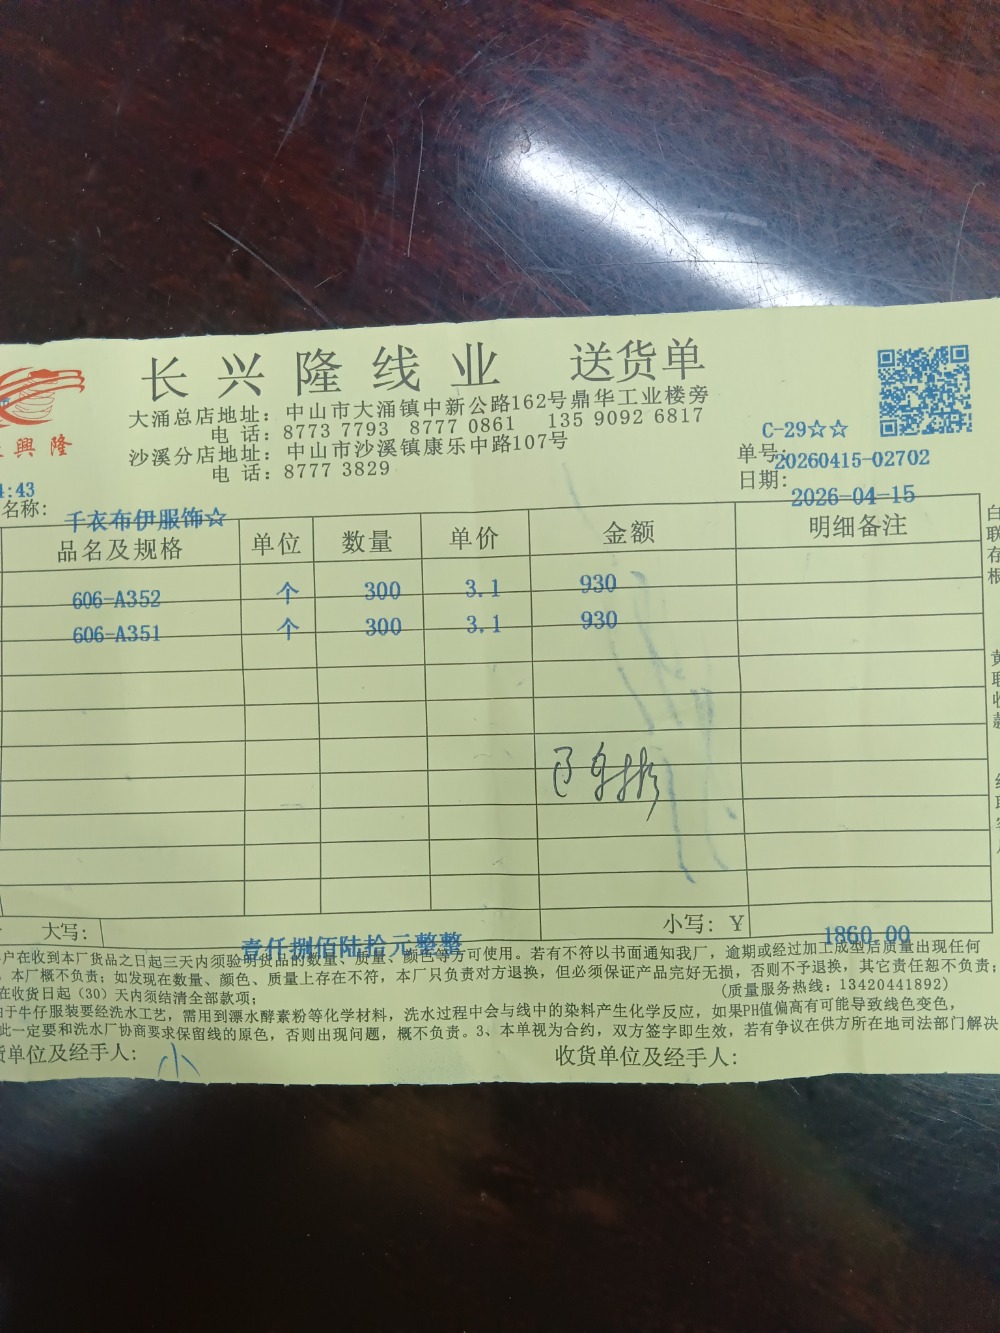 长兴隆线业 送货单
興隆
大涌总店地址：中山市大涌镇中新公路162号鼎华工业楼旁
电 话：8773 7793 8777 0861 135 9092 6817
沙溪分店地址：中山市沙溪镇康乐中路107号
电 话：8777 3829
C-29☆☆
单号：20260415-02702
日期：2026-04-15
:43
名称：千衣布伊服饰☆
品名及规格 单位 数量 单价 金额 明细备注
606-A352 个 300 3.1 930
606-A351 个 300 3.1 930
大写：壹仟捌佰陆拾元整整 小写：¥ 1860.00
户在收到本厂货品之日起三天内须验明货品的数量、质量、颜色等方可使用。若有不符以书面通知我厂，逾期或经过加工成型后质量出现任何
，本厂概不负责；如发现在数量、颜色、质量上存在不符，本厂只负责对方退换，但必须保证产品完好无损，否则不予退换，其它责任恕不负责；
在收货日起（30）天内须结清全部款项； （质量服务热线：13420441892）
于牛仔服装要经洗水工艺，需用到漂水酵素粉等化学材料，洗水过程中会与线中的染料产生化学反应，如果PH值偏高有可能导致线色变色，
此一定要和洗水厂协商要求保留线的原色，否则出现问题，概不负责。3、本单视为合约，双方签字即生效，若有争议在供方所在地司法部门解决
货单位及经手人： 小 收货单位及经手人：
白联存根